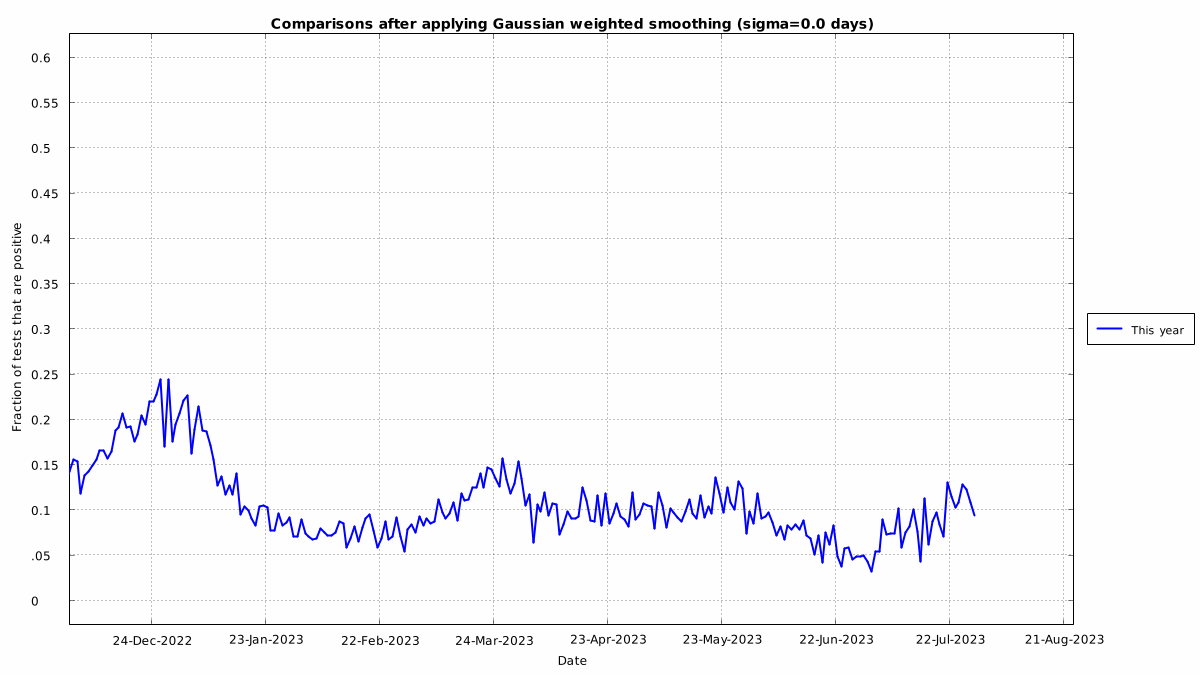 Comparisons after applying Gaussian weighted smoothing (sigma=0.0 days)
Fraction of tests that are positive
0.6
0.55
0.5
0.45
0.4
0.35
0.3
0.25
0.2
0.15
0.1
.05
0
24-Dec-2022
23-Jan-2023
22-Feb-2023
24-Mar-2023
23-Apr-2023
23-May-2023
22-Jun-2023
22-Jul-2023
21-Aug-2023
Date
This year